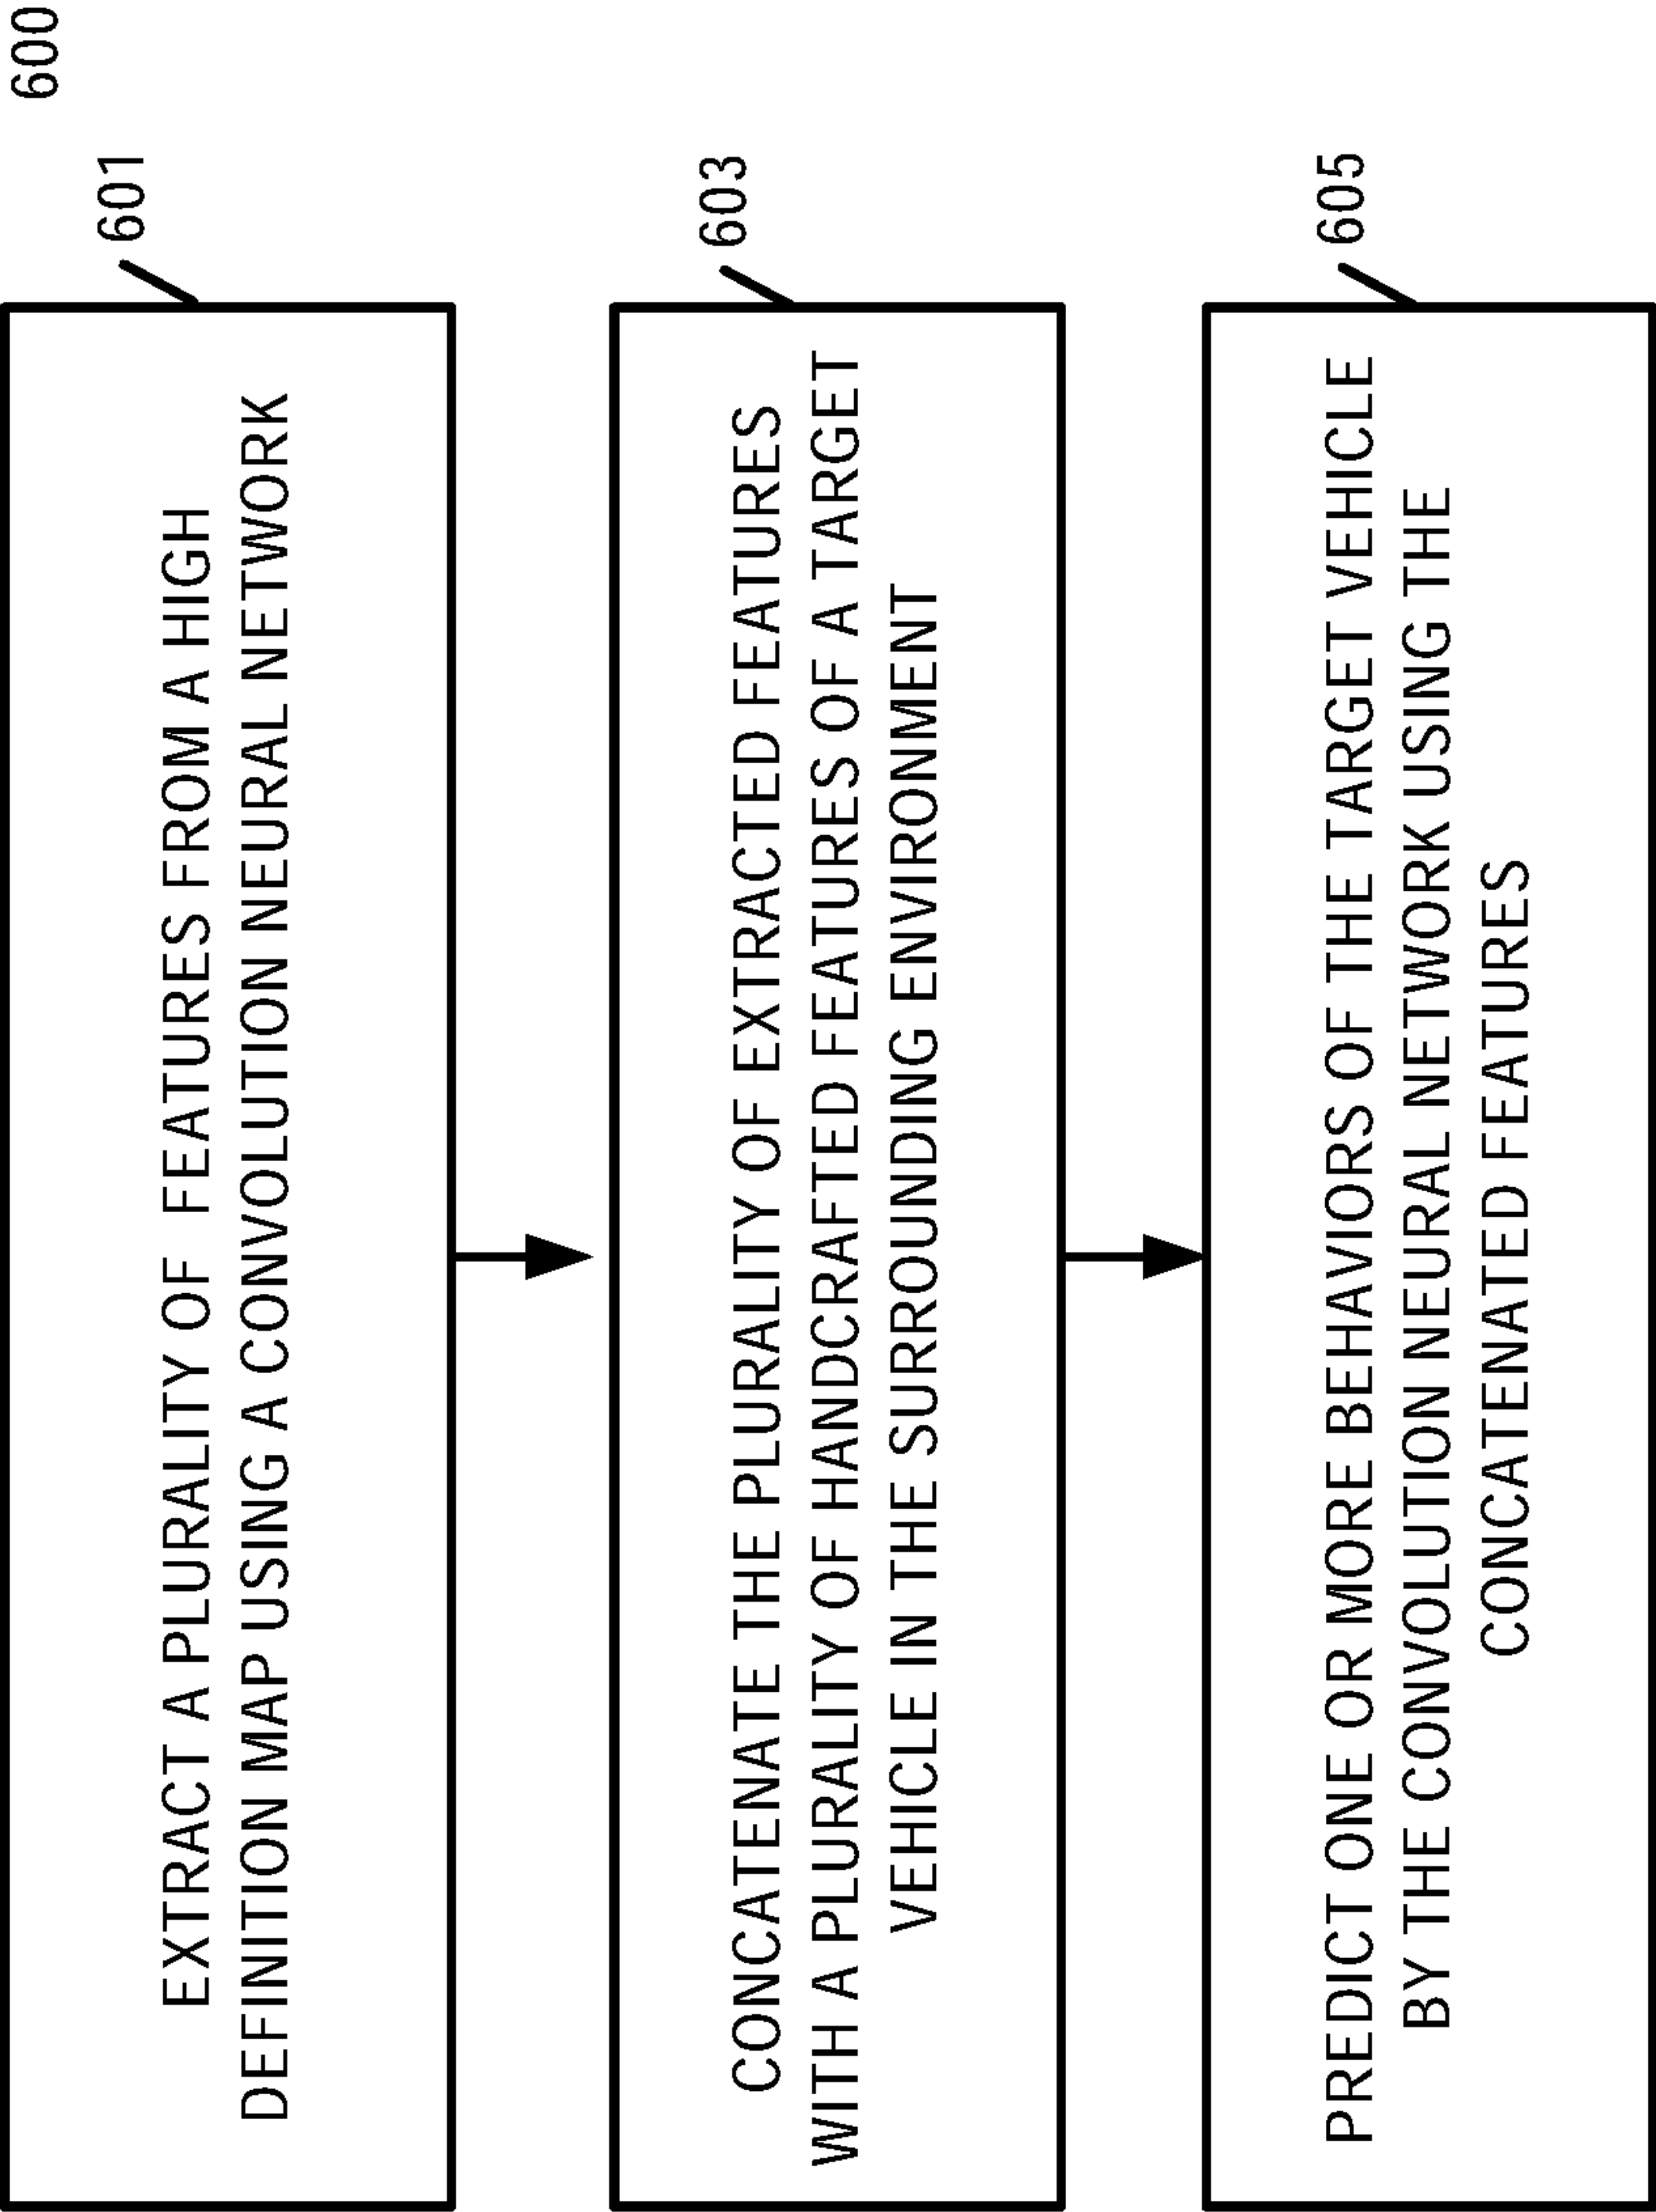 600
601
EXTRACT A PLURALITY OF FEATURES FROM A HIGH
DEFINITION MAP USING A CONVOLUTION NEURAL NETWORK
603
CONCATENATE THE PLURALITY OF EXTRACTED FEATURES
WITH A PLURALITY OF HANDCRAFTED FEATURES OF A TARGET
VEHICLE IN THE SURROUNDING ENVIRONMENT
605
PREDICT ONE OR MORE BEHAVIORS OF THE TARGET VEHICLE
BY THE CONVOLUTION NEURAL NETWORK USING THE
CONCATENATED FEATURES